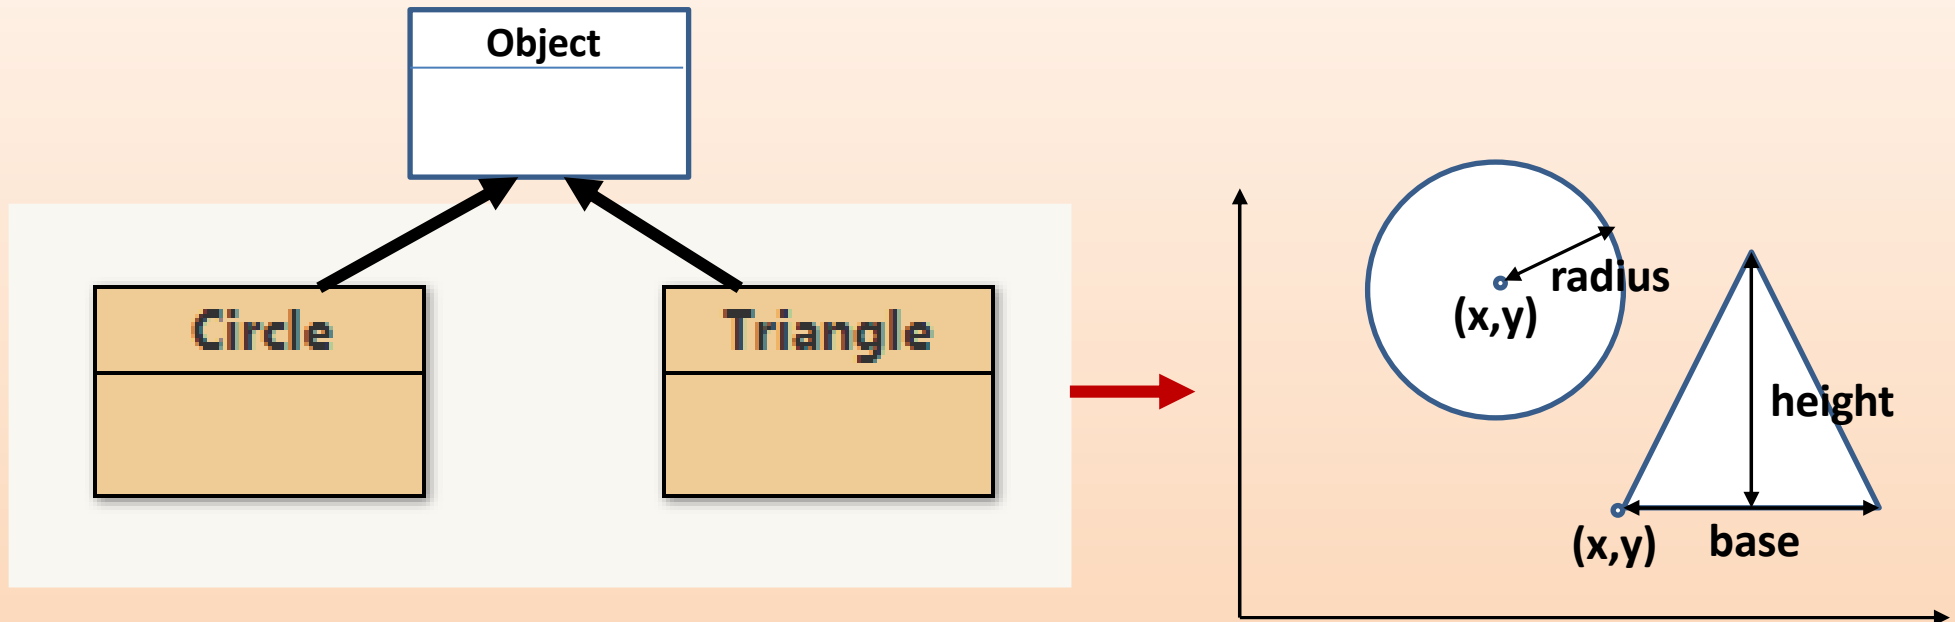 Object
Circle
Triangle
radius
(x,y)
height
(x,y)
base